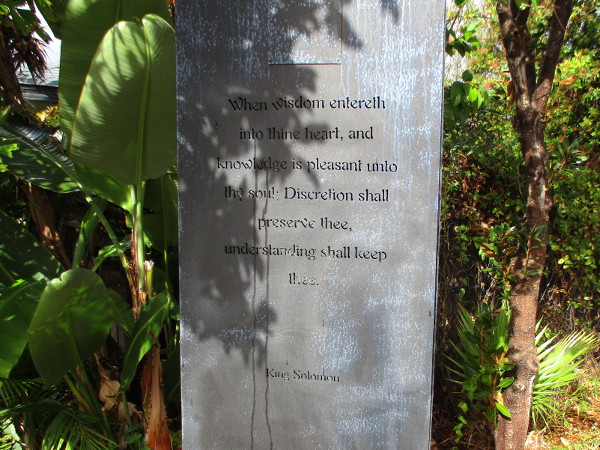 When wisdom entereth
into thine heart, and
knowledge is pleasant unto
thy soul; Discretion shall
preserve thee,
understanding shall keep
thee.
King Solomon